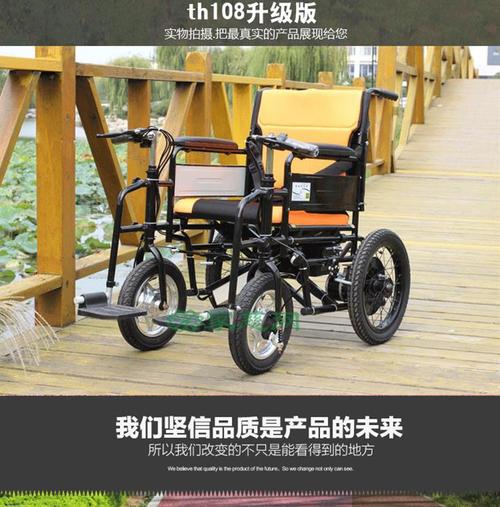 th108升级版
实物拍摄.把最真实的产品展现给您
我们坚信品质是产品的未来
所以我们改变的不只是能看得到的地方
We believe that quality is the product of the future。So we change not only can see.